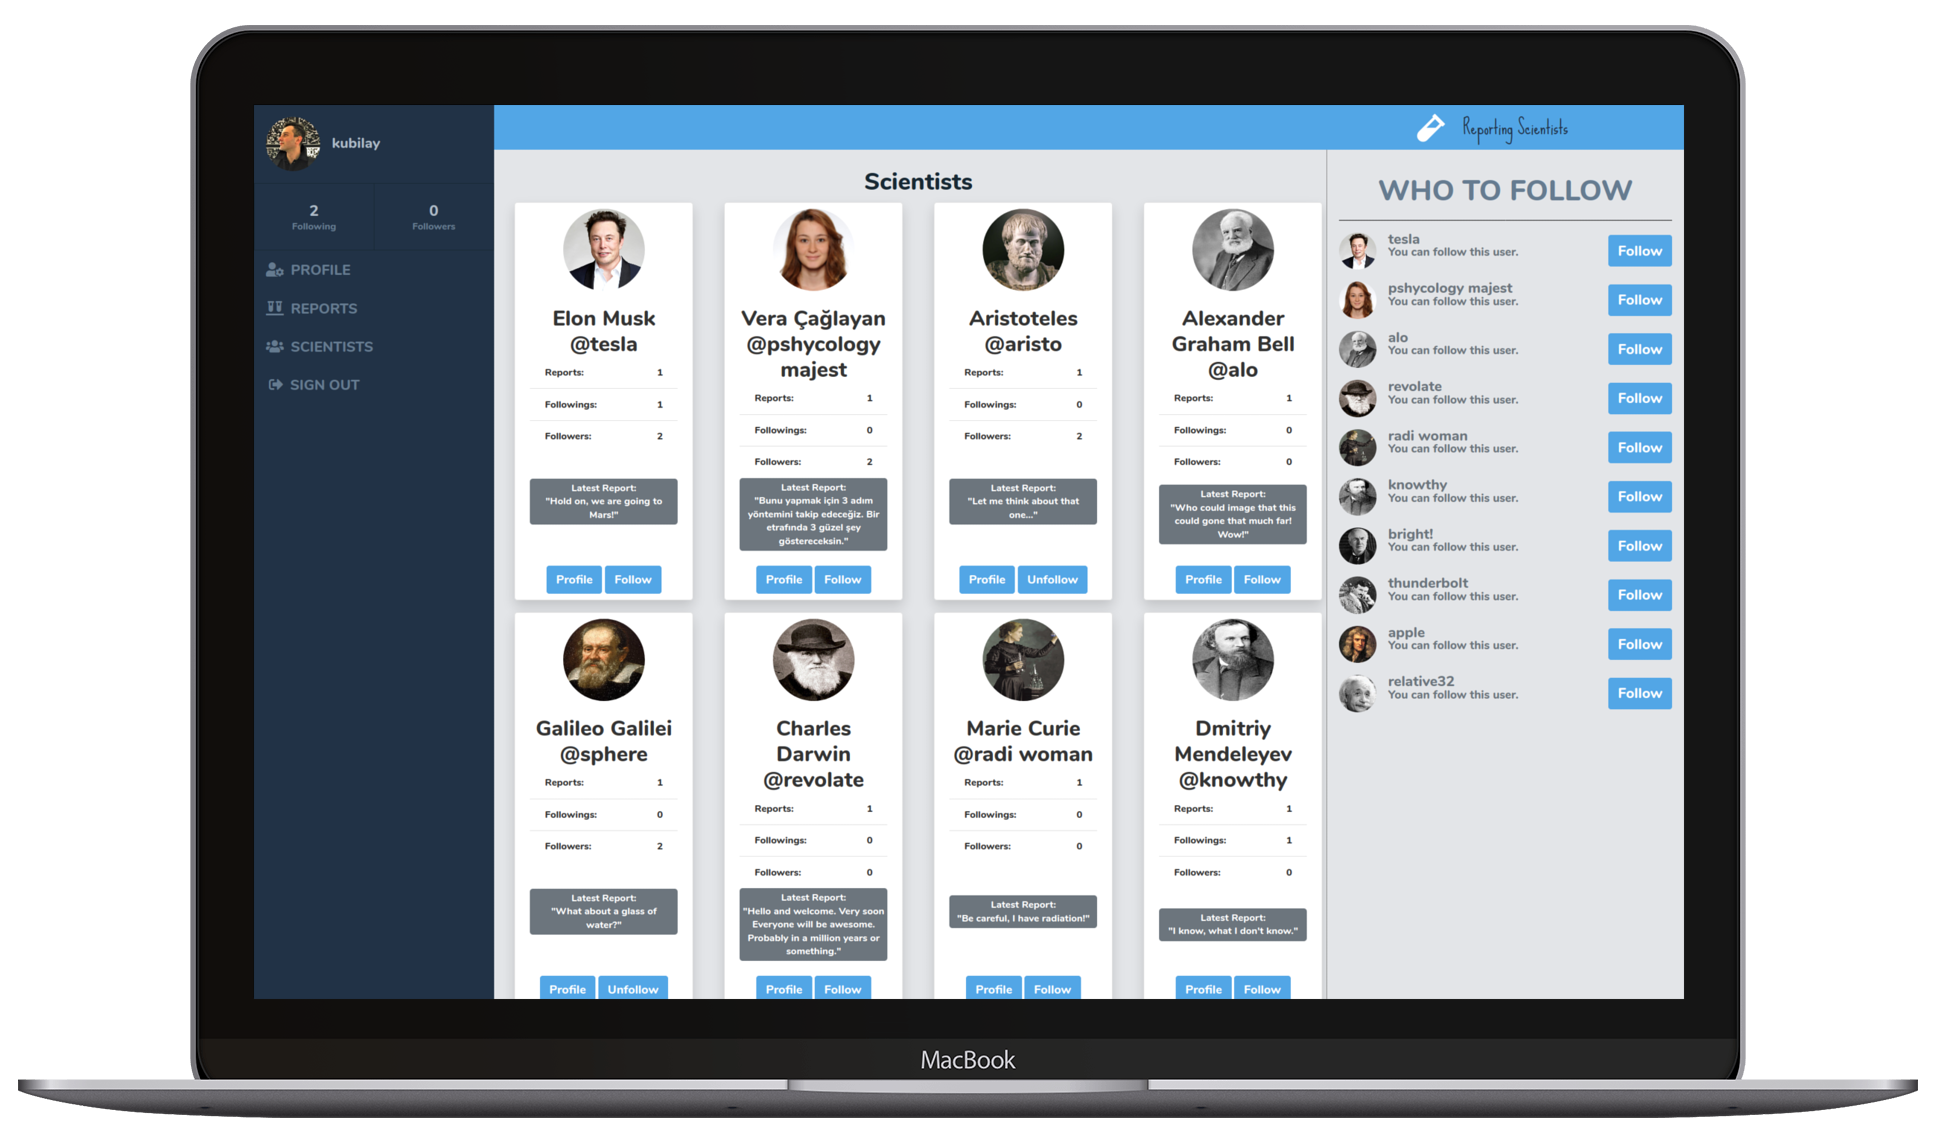 kubilay
2
Following
0
Followers
PROFILE
REPORTS
SCIENTISTS
SIGN OUT
Reporting Scientists
Scientists
Elon Musk
@tesla
Reports: 1
Followings: 1
Followers: 2
Latest Report:
"Hold on, we are going to
Mars!"
Profile Follow
Vera Çağlayan
@pshycology
majest
Reports: 1
Followings: 0
Followers: 2
Latest Report:
"Bunu yapmak için 3 adım
yöntemini takip edeceğiz. Bir
etrafında 3 güzel şey
göstereceksin."
Profile Follow
Aristoteles
@aristo
Reports: 1
Followings: 0
Followers: 2
Latest Report:
"Let me think about that
one..."
Profile Unfollow
Alexander
Graham Bell
@alo
Reports: 1
Followings: 0
Followers: 0
Latest Report:
"Who could image that this
could gone that much far!
Wow!"
Profile Follow
Galileo Galilei
@sphere
Reports: 1
Followings: 0
Followers: 2
Latest Report:
"What about a glass of
water?"
Profile Unfollow
Charles
Darwin
@revolate
Reports: 1
Followings: 0
Followers: 0
Latest Report:
"Hello and welcome. Very soon
Everyone will be awesome.
Probably in a million years or
something."
Profile Follow
Marie Curie
@radi woman
Reports: 1
Followings: 0
Followers: 0
Latest Report:
"Be careful, I have radiation!"
Profile Follow
Dmitriy
Mendeleyev
@knowthy
Reports: 1
Followings: 1
Followers: 0
Latest Report:
"I know, what I don't know."
Profile Follow
WHO TO FOLLOW
tesla
You can follow this user.
Follow
pshycology majest
You can follow this user.
Follow
alo
You can follow this user.
Follow
revolate
You can follow this user.
Follow
radi woman
You can follow this user.
Follow
knowthy
You can follow this user.
Follow
bright!
You can follow this user.
Follow
thunderbolt
You can follow this user.
Follow
apple
You can follow this user.
Follow
relative32
You can follow this user.
Follow
MacBook